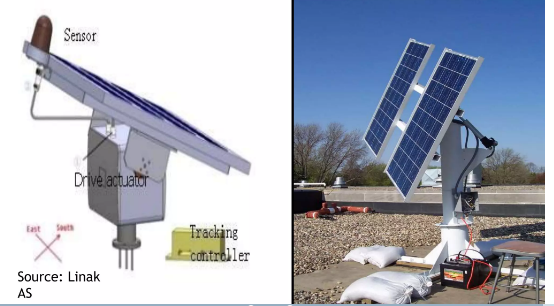 Sensor
Drive actuator
East South
Tracking
controller
Source: Linak
AS